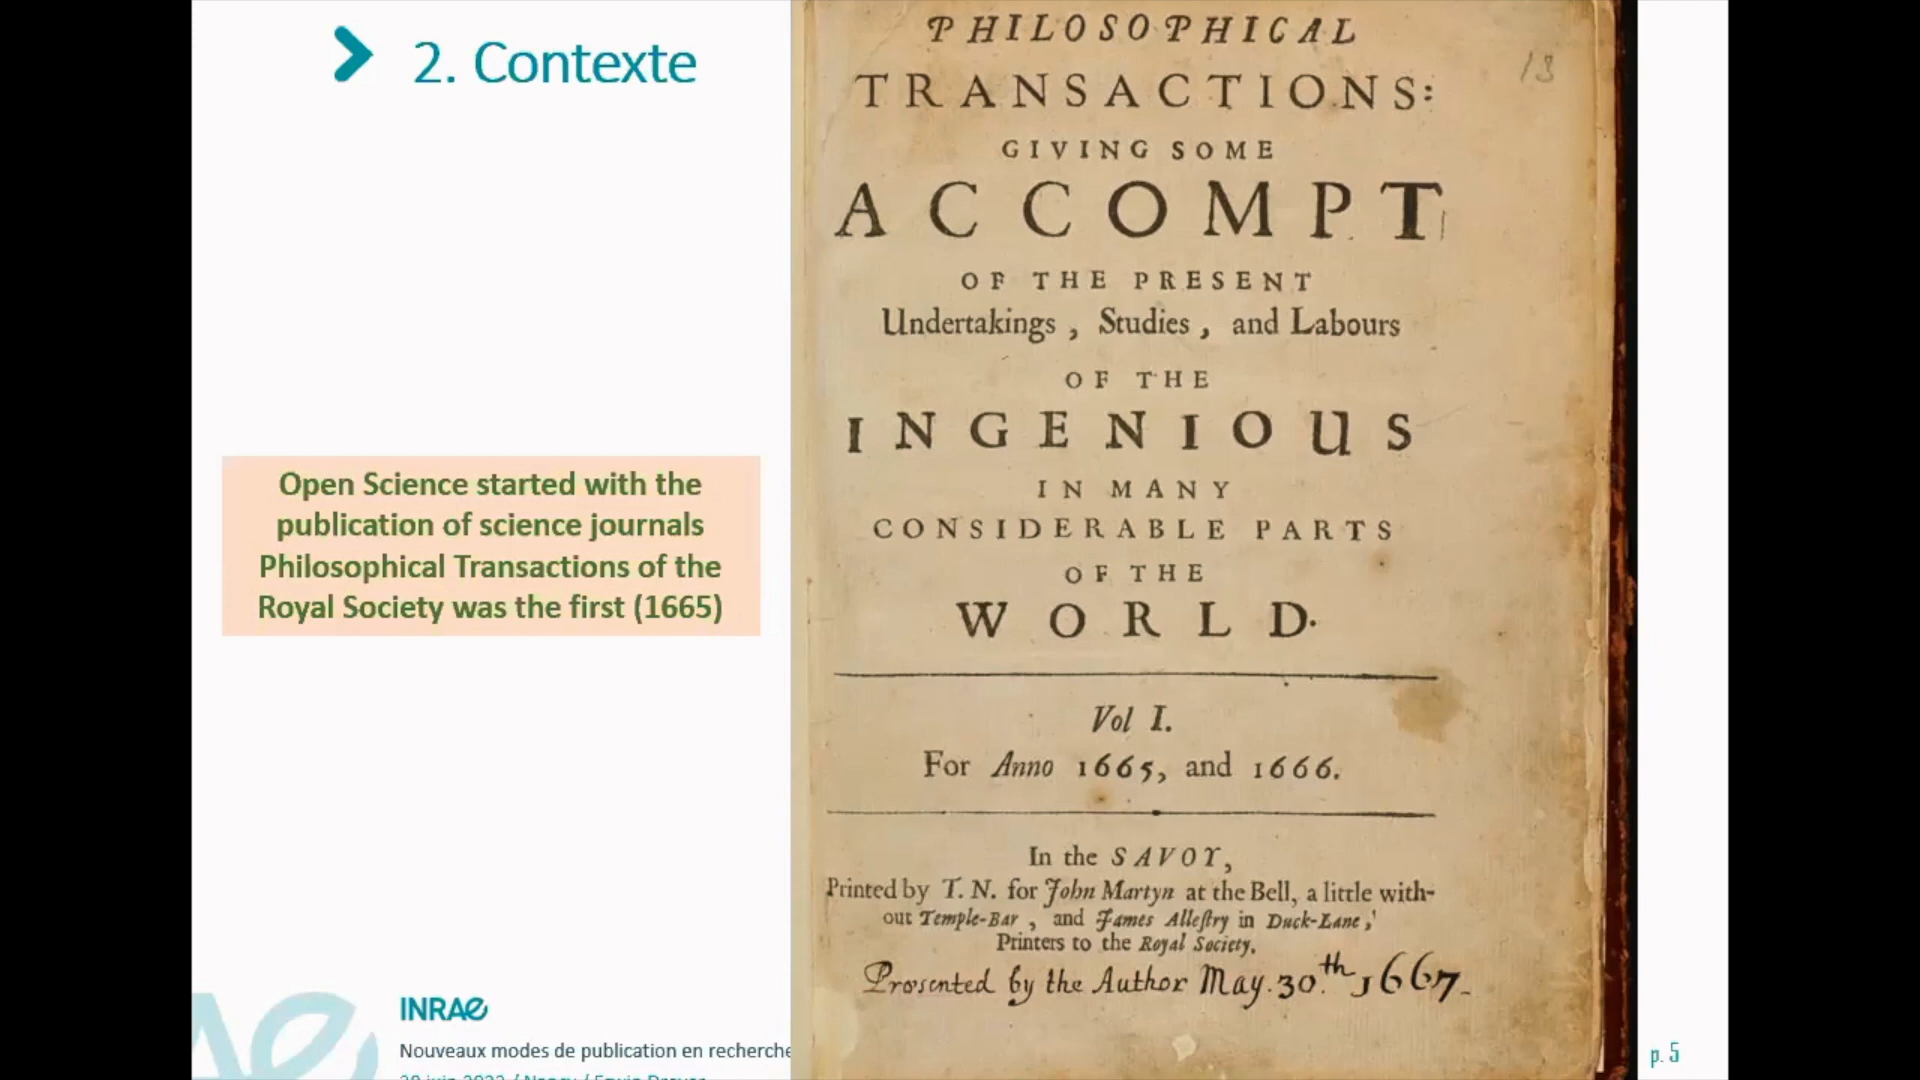 2. Contexte
Open Science started with the
publication of science journals
Philosophical Transactions of the
Royal Society was the first (1665)
PHILOSOPHICAL
TRANSACTIONS:
GIVING SOME
ACCOMPT
OF THE PRESENT
Undertakings, Studies, and Labours
OF THE
INGENIOUS
IN MANY
CONSIDERABLE PARTS
OF THE
WORLD.
Vol I.
For Anno 1665, and 1666.
In the SAVOY,
Printed by T. N. for John Martyn at the Bell, a little with-
out Temple-Bar, and James Allestry in Duck-Lane,
Printers to the Royal Society.
Presented by the Author May. 30th 1667.
13
INRAE
Nouveaux modes de publication en recherche
p. 5